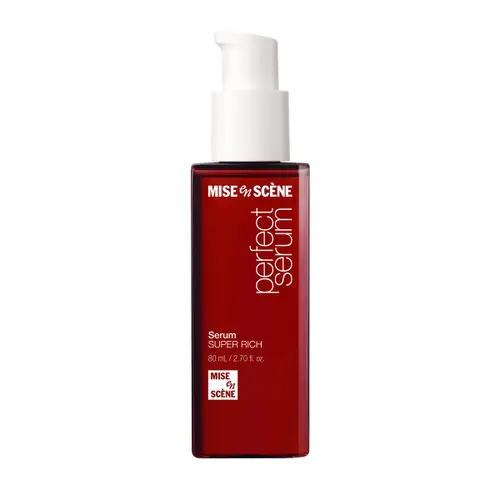 MISE en SCÈNE
perfect
serum
Serum
SUPER RICH
80 ml, / 2.70 fl. oz.
MISE
en
SCÈNE